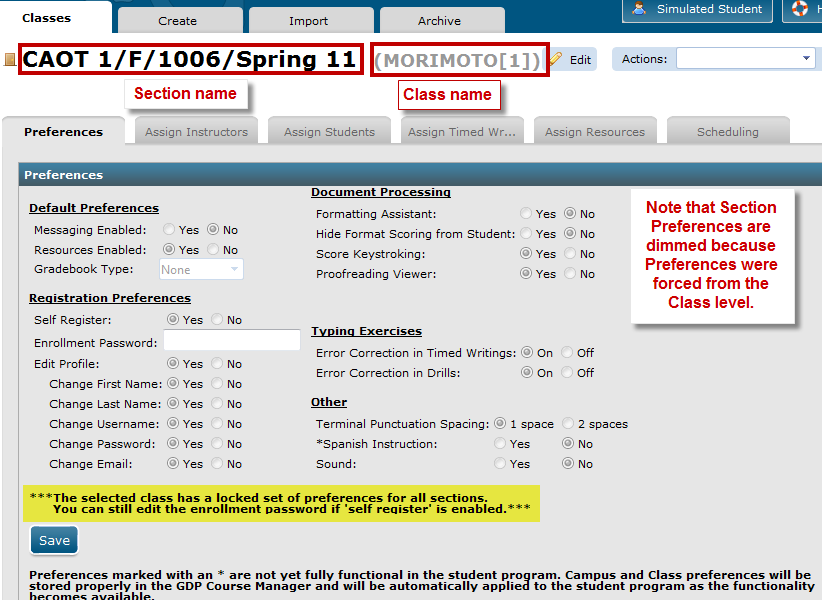 Classes
Create
Import
Archive
Simulated Student
CAOT 1/F/1006/Spring 11 (MORIMOTO[1]) Edit Actions:
Section name
Class name
Preferences
Assign Instructors
Assign Students
Assign Timed Wr...
Assign Resources
Scheduling
Preferences
Default Preferences
Messaging Enabled: Yes No
Resources Enabled: Yes No
Gradebook Type: None
Registration Preferences
Self Register: Yes No
Enrollment Password:
Edit Profile: Yes No
Change First Name: Yes No
Change Last Name: Yes No
Change Username: Yes No
Change Password: Yes No
Change Email: Yes No
Document Processing
Formatting Assistant: Yes No
Hide Format Scoring from Student: Yes No
Score Keystroking: Yes No
Proofreading Viewer: Yes No
Typing Exercises
Error Correction in Timed Writings: On Off
Error Correction in Drills: On Off
Other
Terminal Punctuation Spacing: 1 space 2 spaces
*Spanish Instruction: Yes No
Sound: Yes No
Note that Section
Preferences are
dimmed because
Preferences were
forced from the
Class level.
***The selected class has a locked set of preferences for all sections.
You can still edit the enrollment password if 'self register' is enabled.***
Save
Preferences marked with an * are not yet fully functional in the student program. Campus and Class preferences will be
stored properly in the GDP Course Manager and will be automatically applied to the student program as the functionality
becomes available.